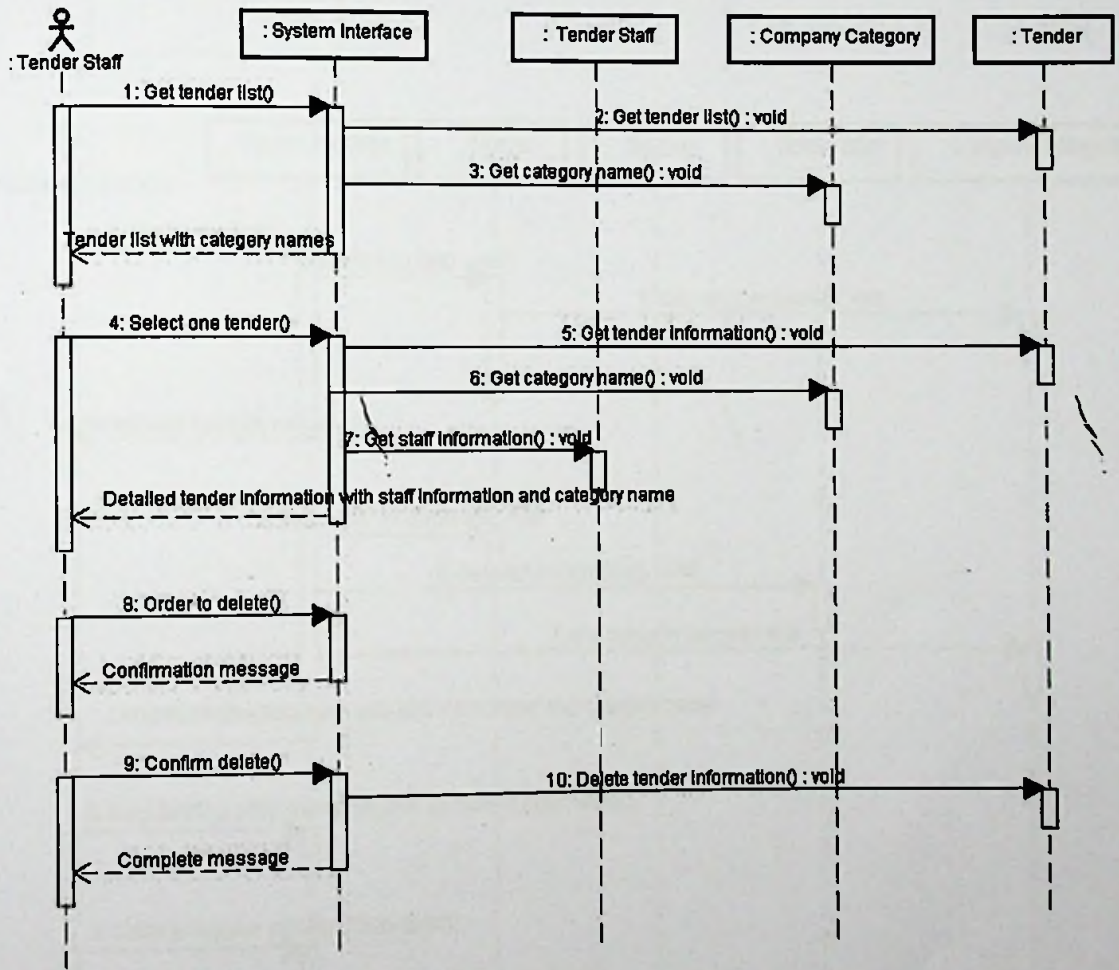 : Tender Staff
: System Interface
: Tender Staff
: Company Category
: Tender
1: Get tender list()
2: Get tender list() : void
3: Get category name() : void
Tender list with category names
4: Select one tender()
5: Get tender information() : void
6: Get category name() : void
7: Get staff information() : void
Detailed tender information with staff information and category name
8: Order to delete()
Confirmation message
9: Confirm delete()
10: Delete tender information() : void
Complete message